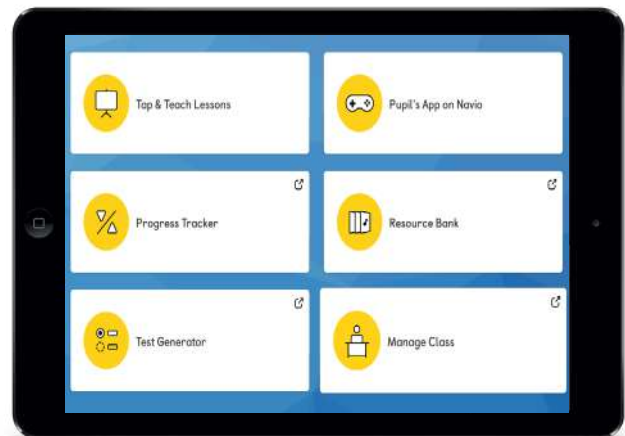 Tap & Teach Lessons
Pupil's App on Navio
Progress Tracker
Resource Bank
Test Generator
Manage Class